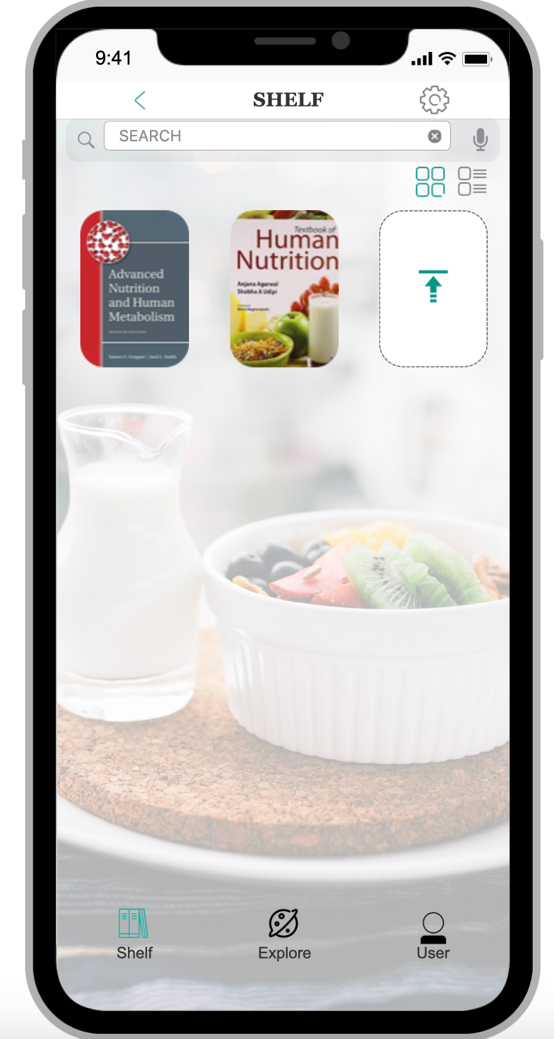 9:41
SHELF
SEARCH
Advanced
Nutrition
and Human
Metabolism
Textbook of
Human
Nutrition
Anjana Agarwal
Shobha A Udipi
Shelf
Explore
User